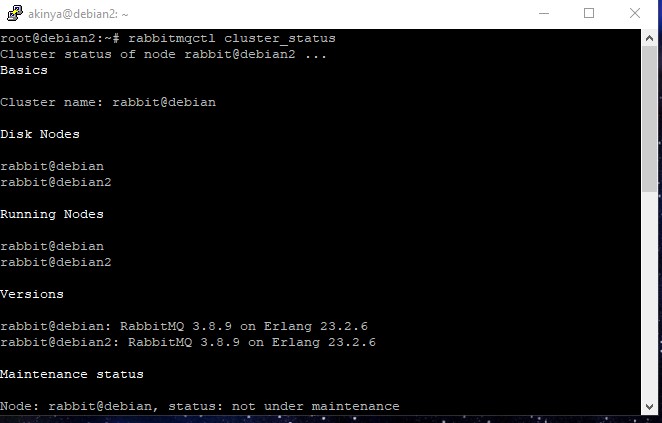 akinya@debian2: ~
root@debian2:~# rabbitmqctl cluster_status
Cluster status of node rabbit@debian2 ...
Basics
Cluster name: rabbit@debian
Disk Nodes
rabbit@debian
rabbit@debian2
Running Nodes
rabbit@debian
rabbit@debian2
Versions
rabbit@debian: RabbitMQ 3.8.9 on Erlang 23.2.6
rabbit@debian2: RabbitMQ 3.8.9 on Erlang 23.2.6
Maintenance status
Node: rabbit@debian, status: not under maintenance